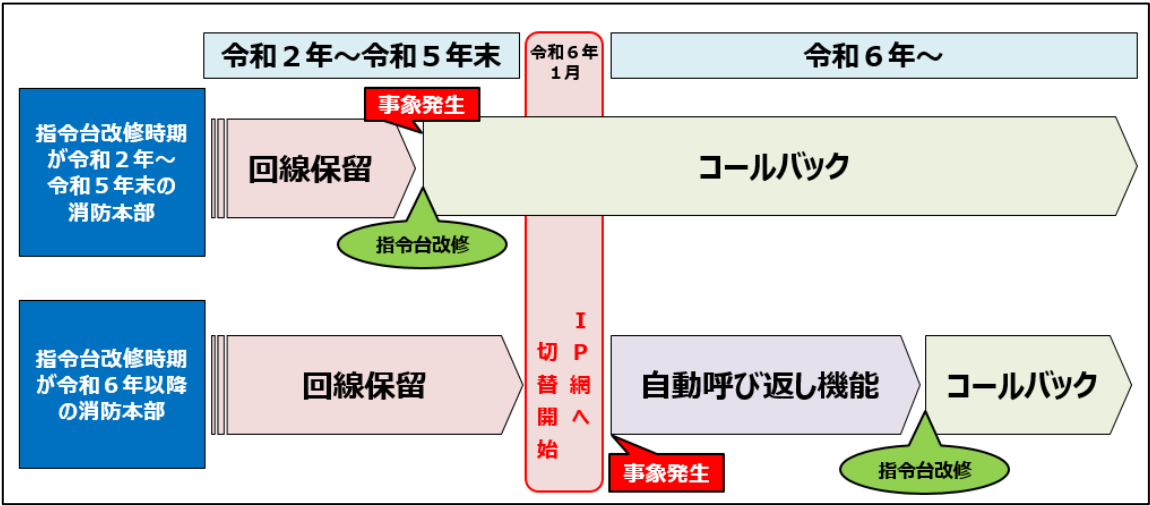 令和２年～令和５年末
令和６年
１月
令和６年～
指令台改修時期
が令和２年～
令和５年末の
消防本部
回線保留
事象発生
コールバック
指令台改修
ＩＰ網へ
切替開始
指令台改修時期
が令和６年以降
の消防本部
回線保留
自動呼び返し機能
コールバック
事象発生
指令台改修